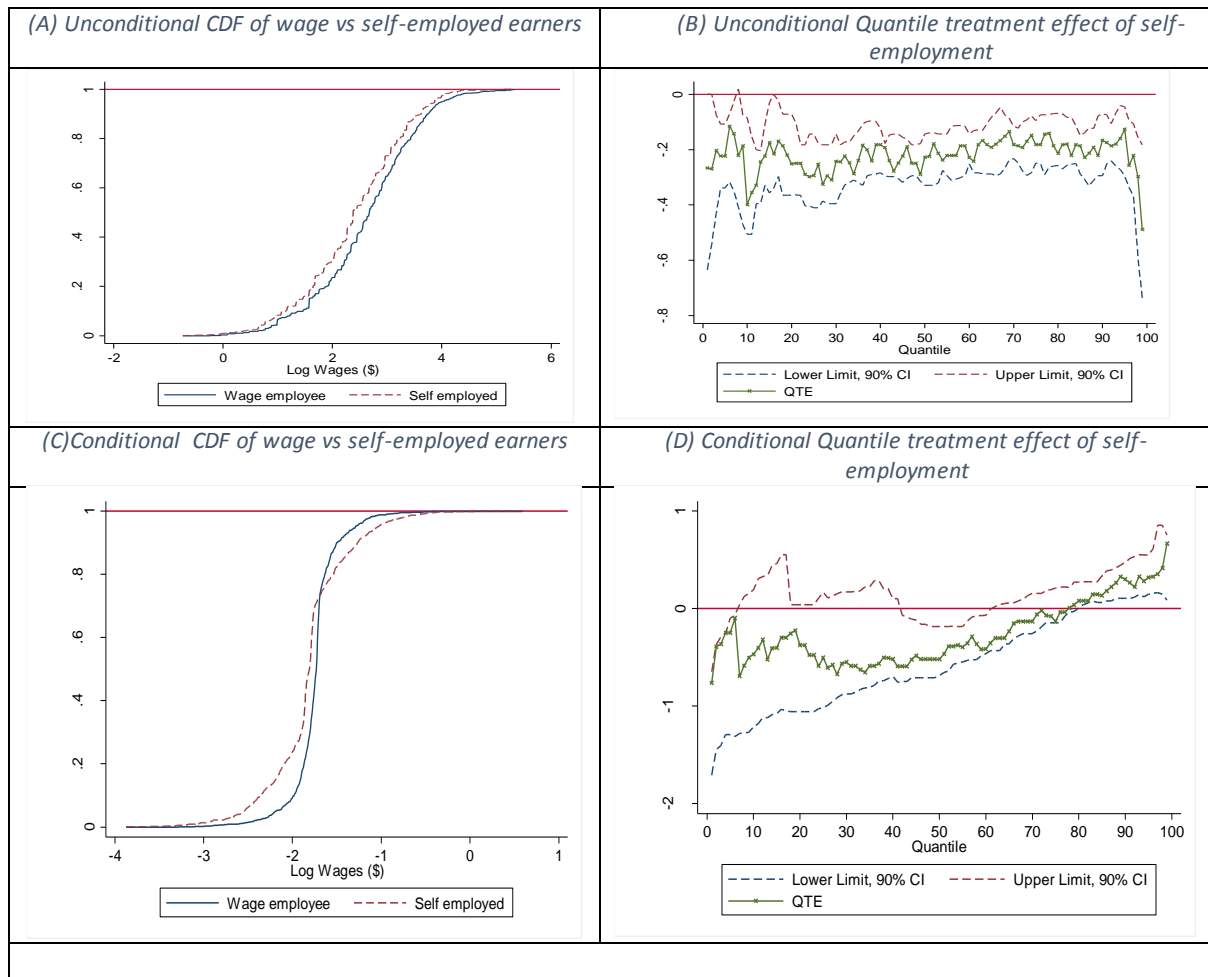 (A) Unconditional CDF of wage vs self-employed earners
(B) Unconditional Quantile treatment effect of self-
employment
1
.8
.6
.4
.2
0
-2
0
2
4
6
Log Wages ($)
Wage employee
Self employed
0
-.2
-.4
-.6
-.8
0
10
20
30
40
50
60
70
80
90
100
Quantile
Lower Limit, 90% CI
Upper Limit, 90% CI
QTE
(C)Conditional CDF of wage vs self-employed earners
(D) Conditional Quantile treatment effect of self-
employment
1
.8
.6
.4
.2
0
-4
-3
-2
-1
0
1
Log Wages ($)
Wage employee
Self employed
1
0
-1
-2
0
10
20
30
40
50
60
70
80
90
100
Quantile
Lower Limit, 90% CI
Upper Limit, 90% CI
QTE